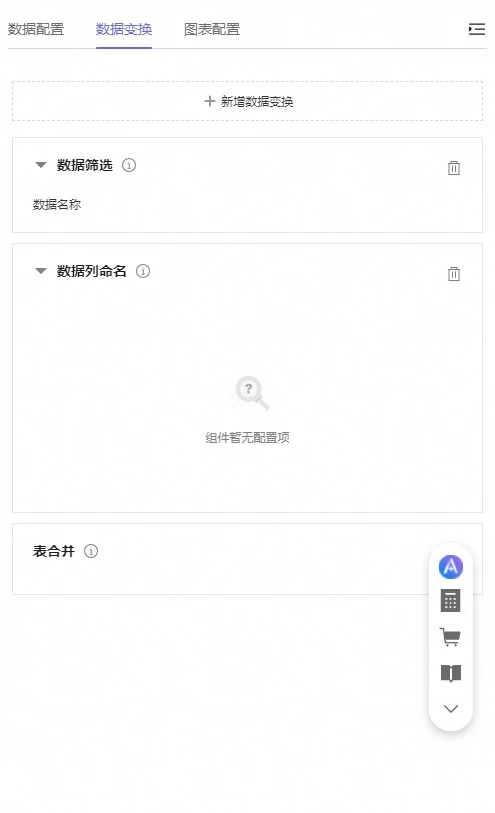 数据配置 数据变换 图表配置
新增数据变换
数据筛选
数据名称
数据列命名
组件暂无配置项
表合并